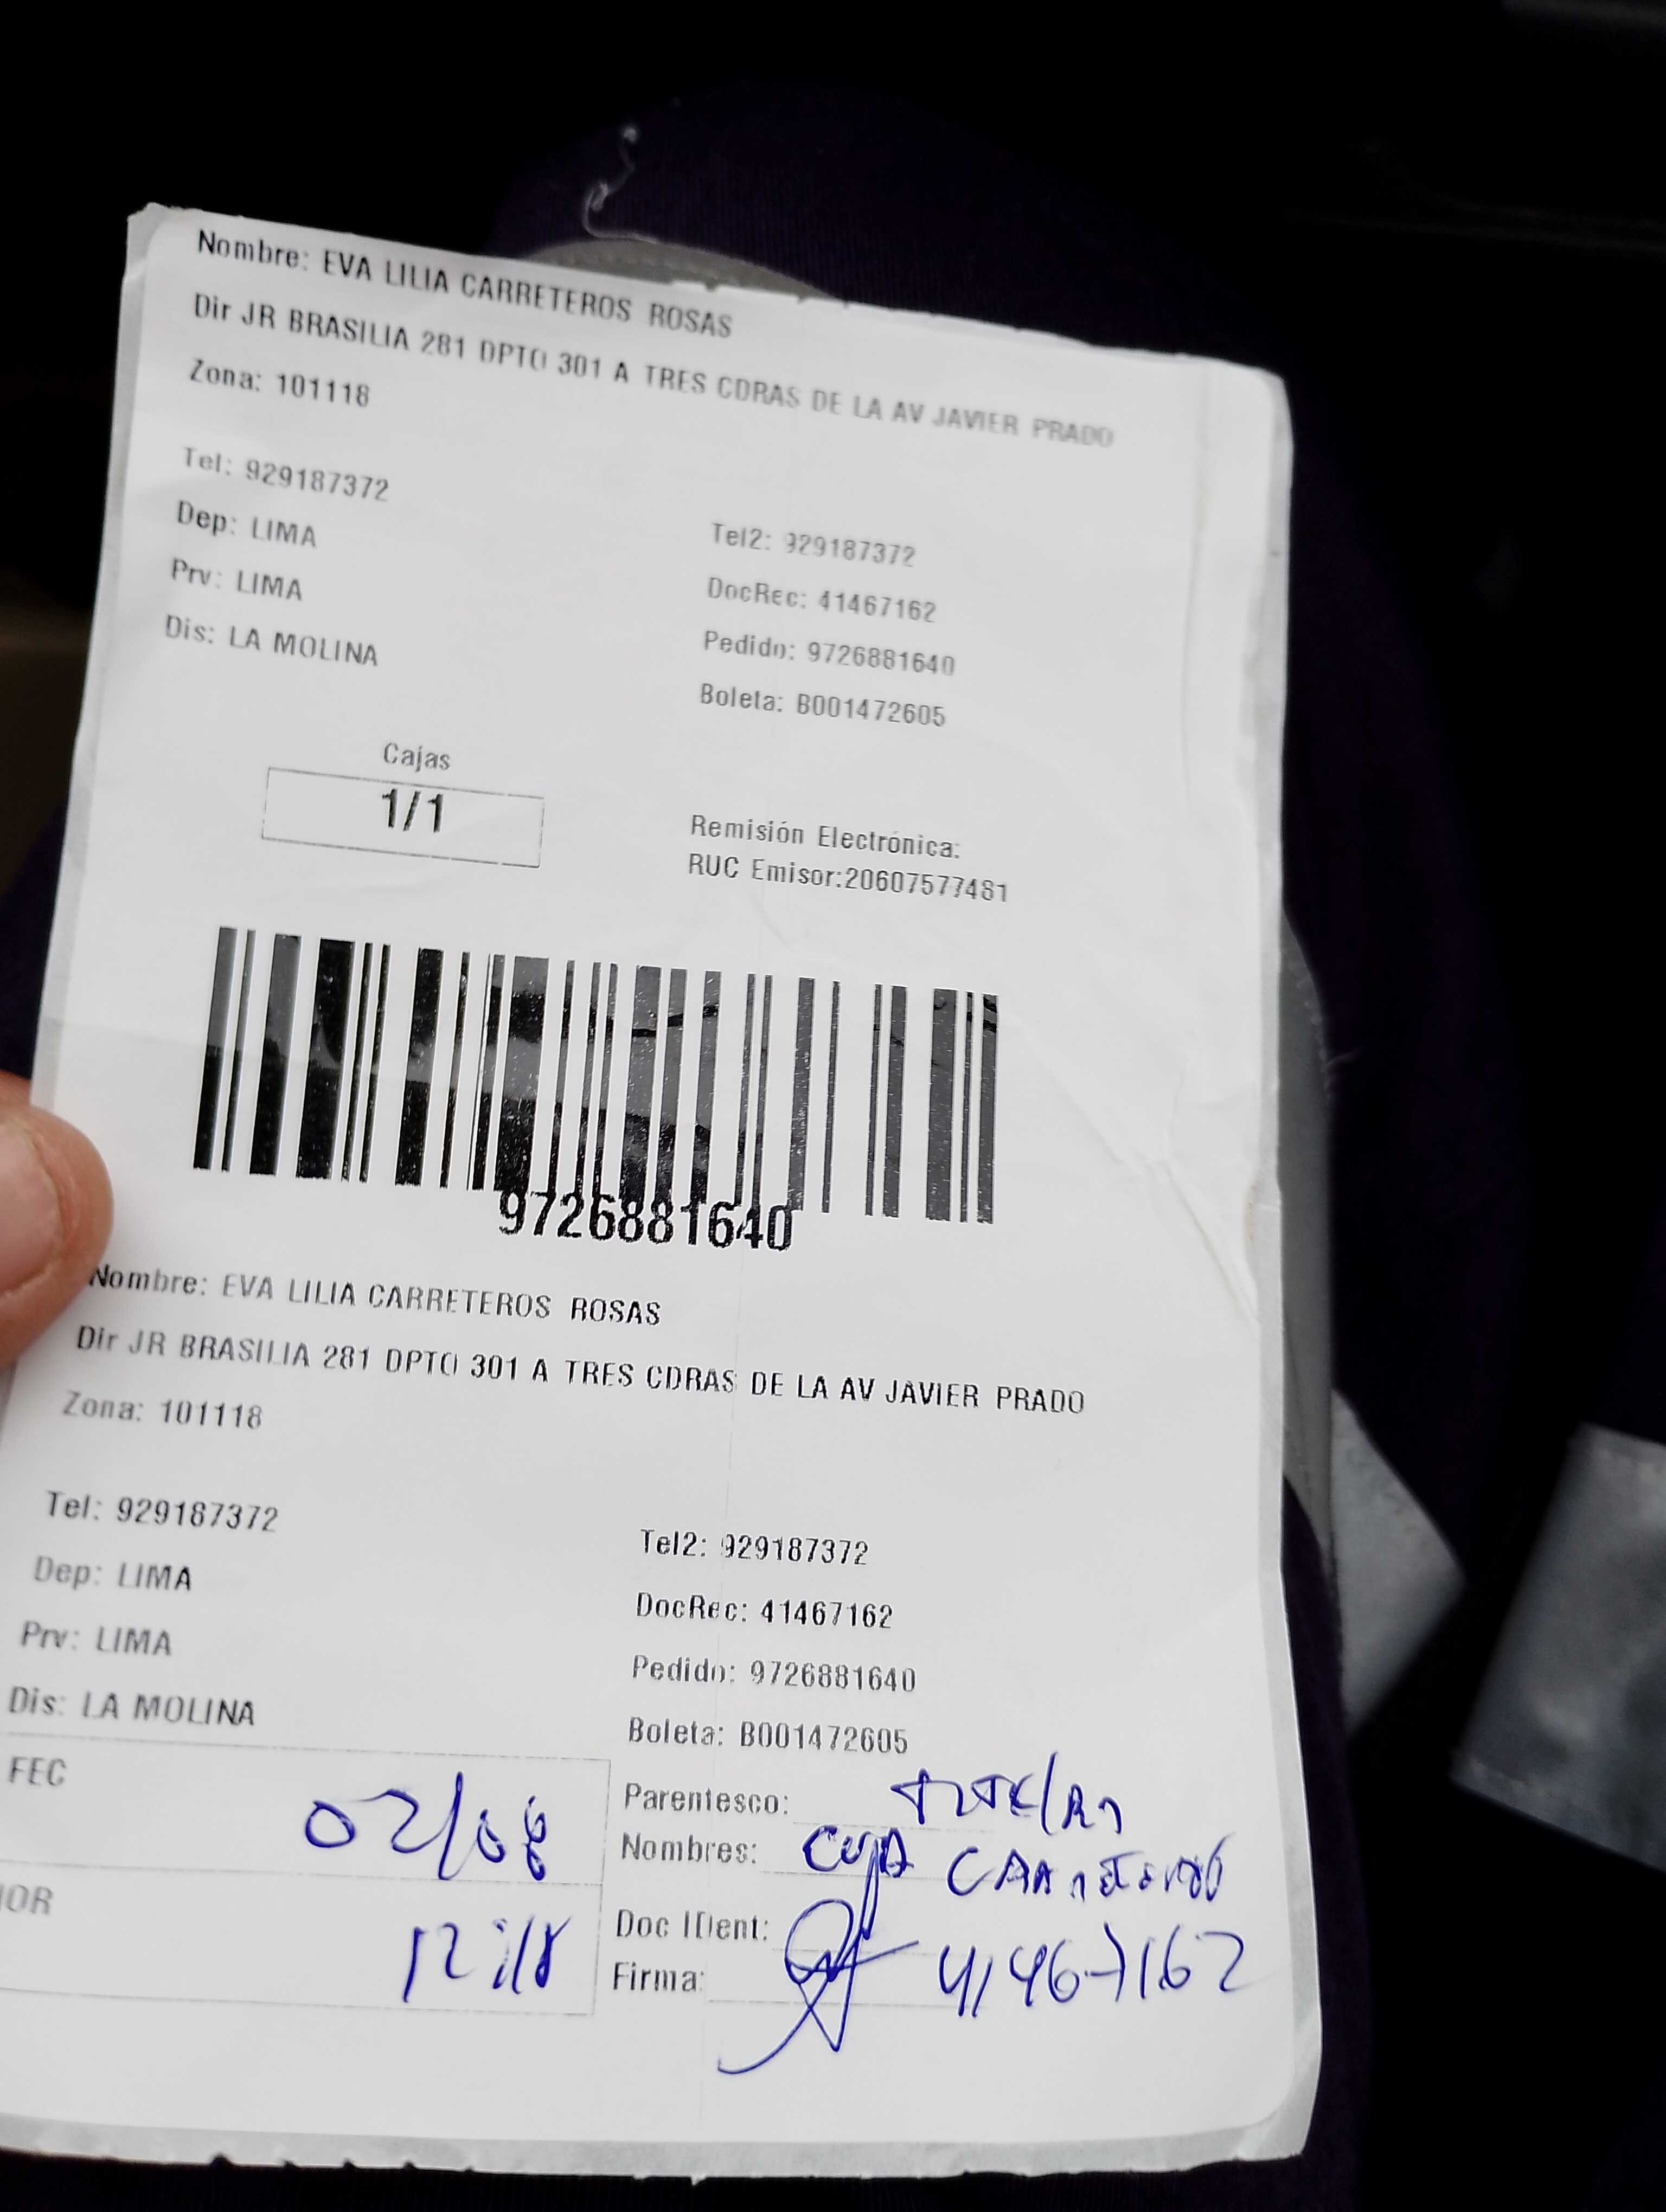 Nombre: EVA LILIA CARRETEROS ROSAS
Dir JR BRASILIA 281 DPTO 301 A TRES CDRAS DE LA AV JAVIER PRADO
Zona: 101118
Tel: 929187372
Tel2: 929187372
Dep: LIMA
DocRec: 41467162
Prv: LIMA
Pedido: 9726881640
Dis: LA MOLINA
Boleta: B001472605
Cajas
1/1
Remisión Electrónica:
RUC Emisor:20607577481
9726881640
Nombre: EVA LILIA CARRETEROS ROSAS
Dir JR BRASILIA 281 DPTO 301 A TRES CDRAS DE LA AV JAVIER PRADO
Zona: 101118
Tel: 929187372
Tel2: 929187372
Dep: LIMA
DocRec: 41467162
Prv: LIMA
Pedido: 9726881640
Dis: LA MOLINA
Boleta: B001472605
FEC 02/08
Parentesco:
Nombres:
IOR
Doc IDent: 41467162
Firma: